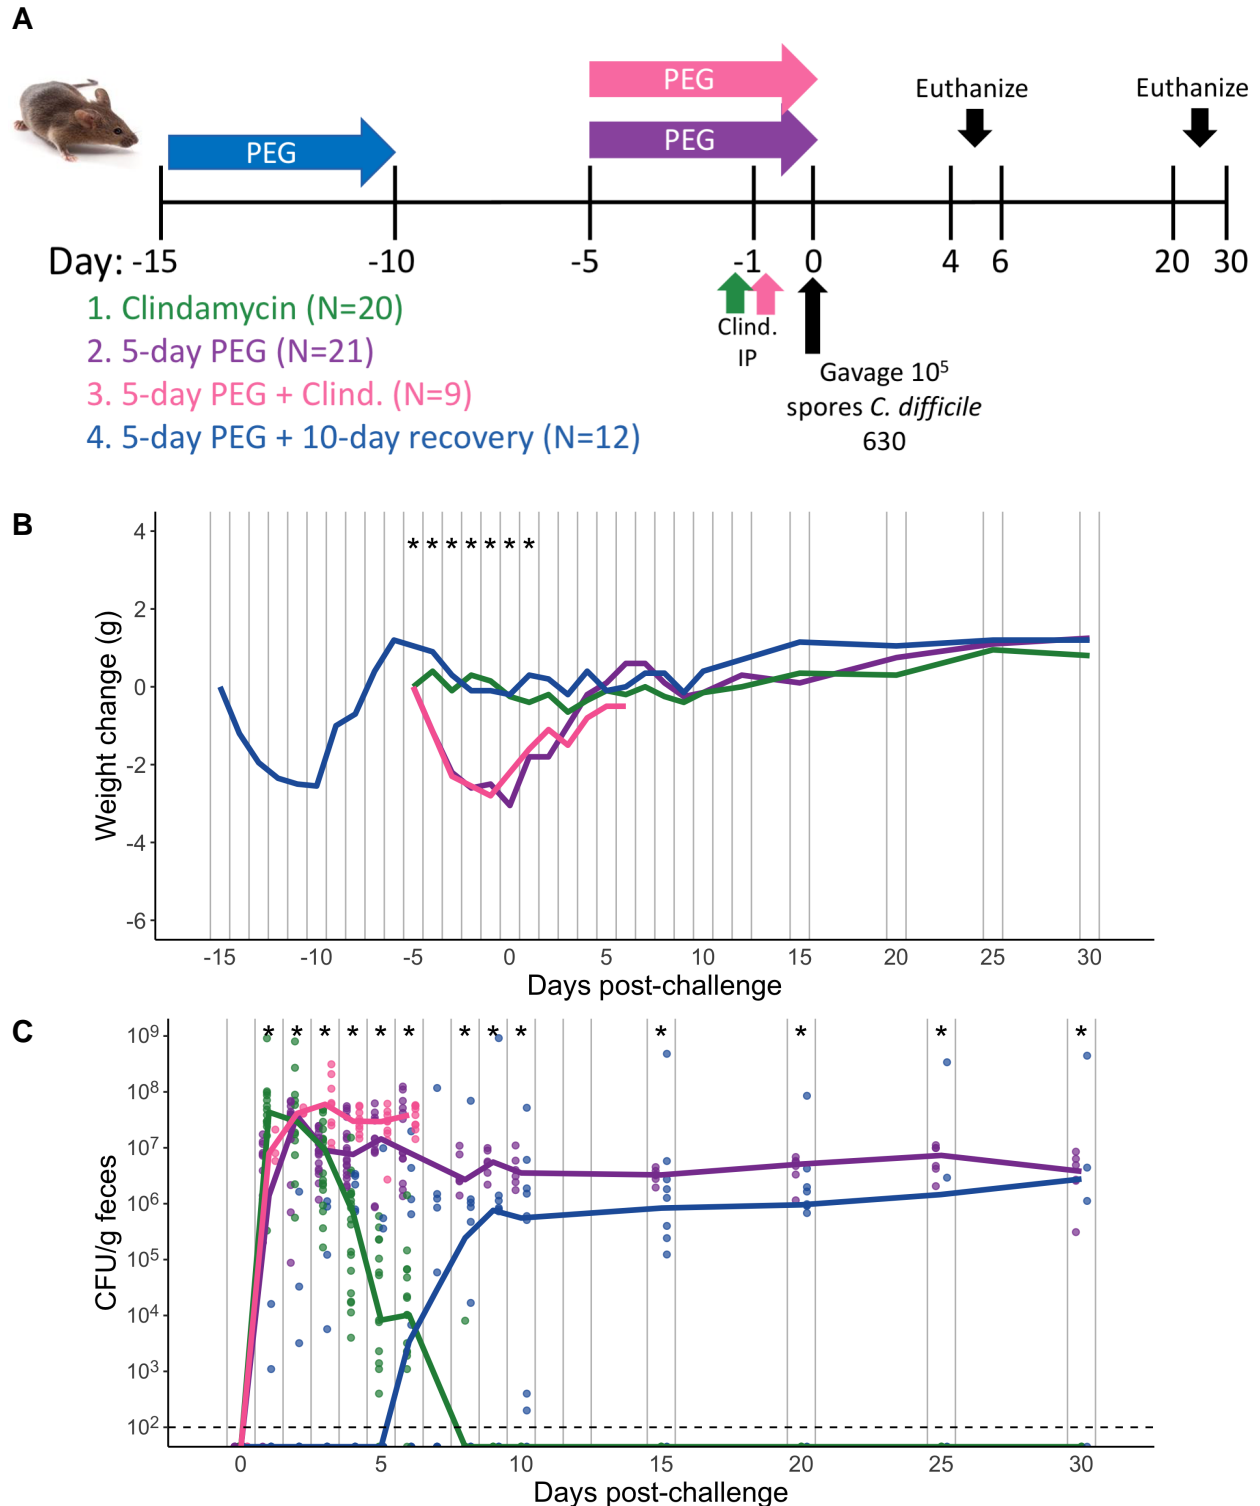 A
PEG
PEG
PEG
Euthanize
Euthanize
Day: -15 -10 -5 -1 0 4 6 20 30
1. Clindamycin (N=20)
2. 5-day PEG (N=21)
3. 5-day PEG + Clind. (N=9)
4. 5-day PEG + 10-day recovery (N=12)
Clind.
IP
Gavage 10⁵
spores C. difficile
630
B
Weight change (g)
4
2
0
-2
-4
-6
* * * * * * *
-15 -10 -5 0 5 10 15 20 25 30
Days post-challenge
C
CFU/g feces
10⁹
10⁸
10⁷
10⁶
10⁵
10⁴
10³
10²
* * * * * * * * * * * * *
0 5 10 15 20 25 30
Days post-challenge